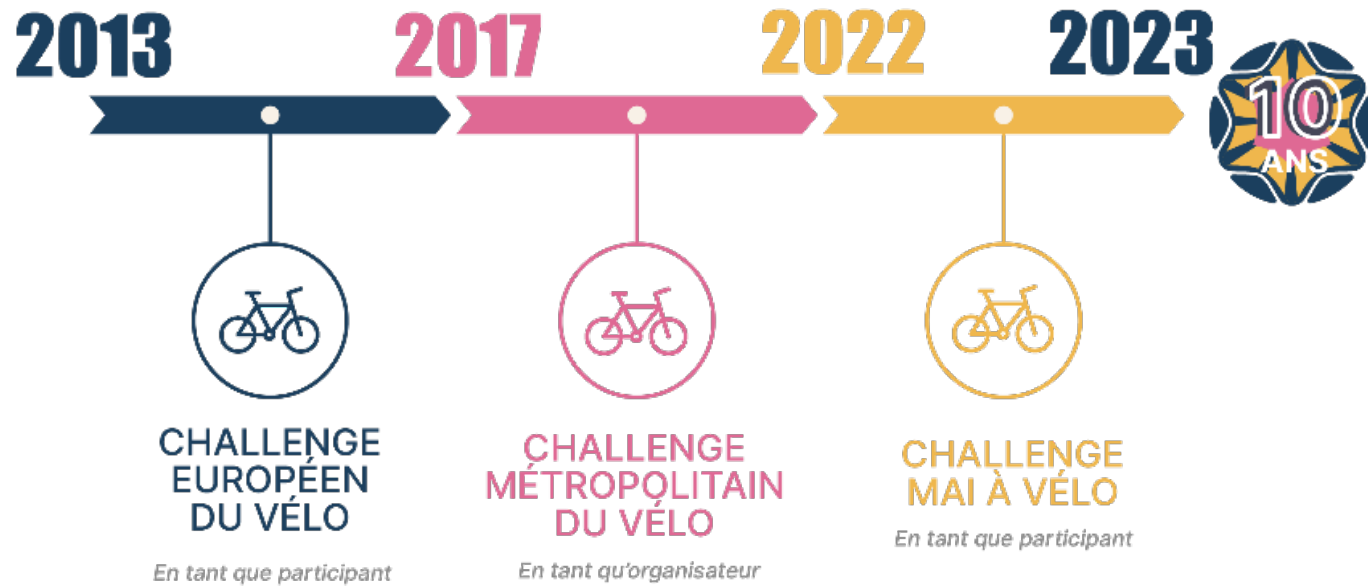 2013
2017
2022
2023
10
ANS
CHALLENGE
EUROPÉEN
DU VÉLO
En tant que participant
CHALLENGE
MÉTROPOLITAIN
DU VÉLO
En tant qu'organisateur
CHALLENGE
MAI À VÉLO
En tant que participant